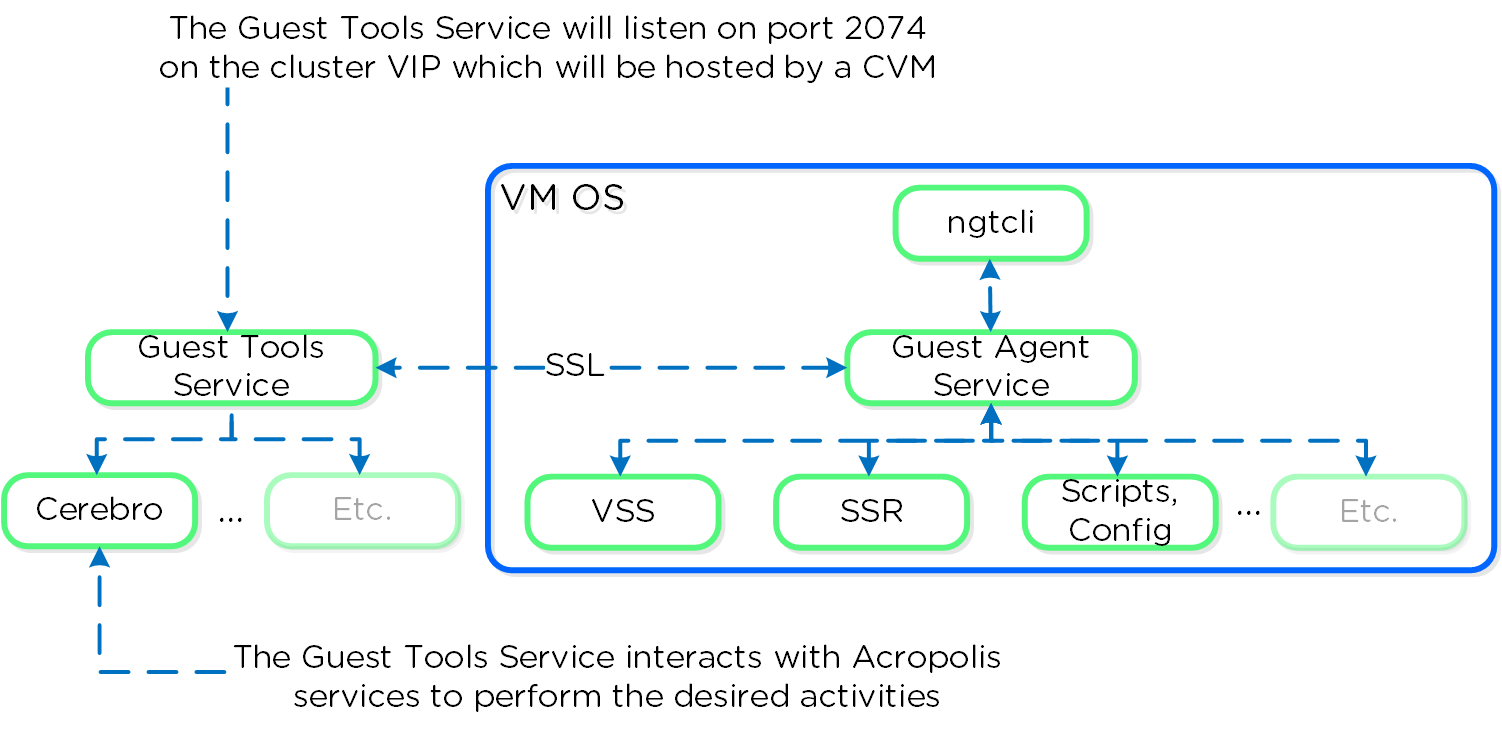 The Guest Tools Service will listen on port 2074
on the cluster VIP which will be hosted by a CVM
VM OS
ngtcli
Guest Tools
Service
SSL
Guest Agent
Service
Cerebro
...
Etc.
VSS
SSR
Scripts,
Config
...
Etc.
The Guest Tools Service interacts with Acropolis
services to perform the desired activities